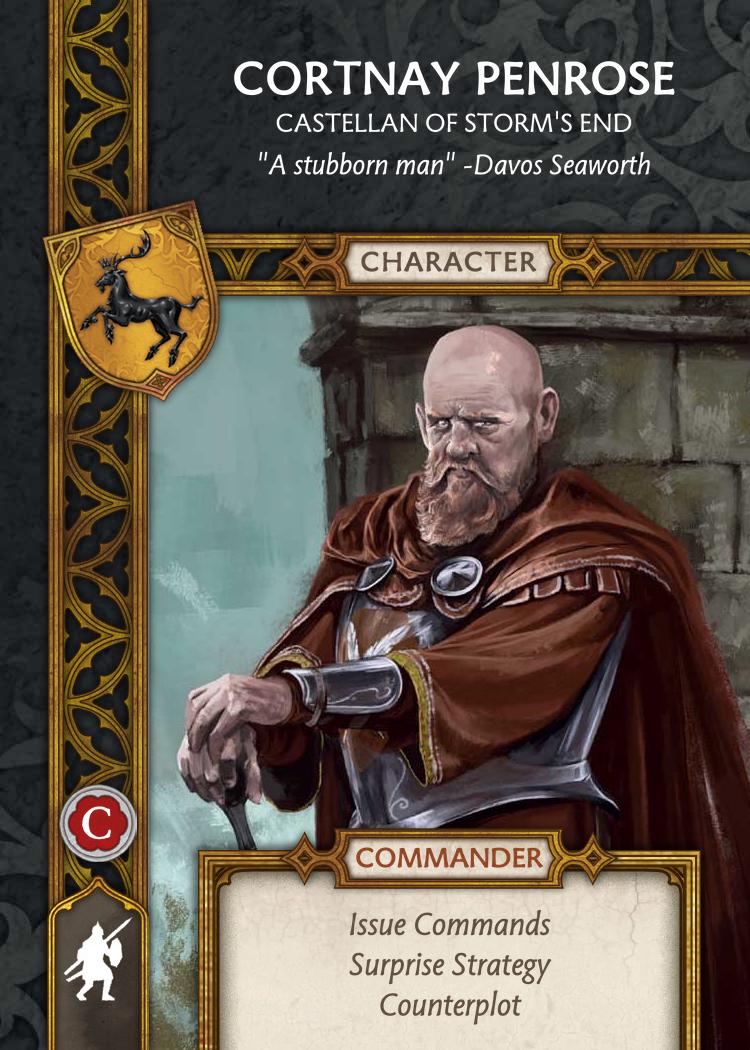 CORTNAY PENROSE
CASTELLAN OF STORM'S END
"A stubborn man" -Davos Seaworth
CHARACTER
C
COMMANDER
Issue Commands
Surprise Strategy
Counterplot